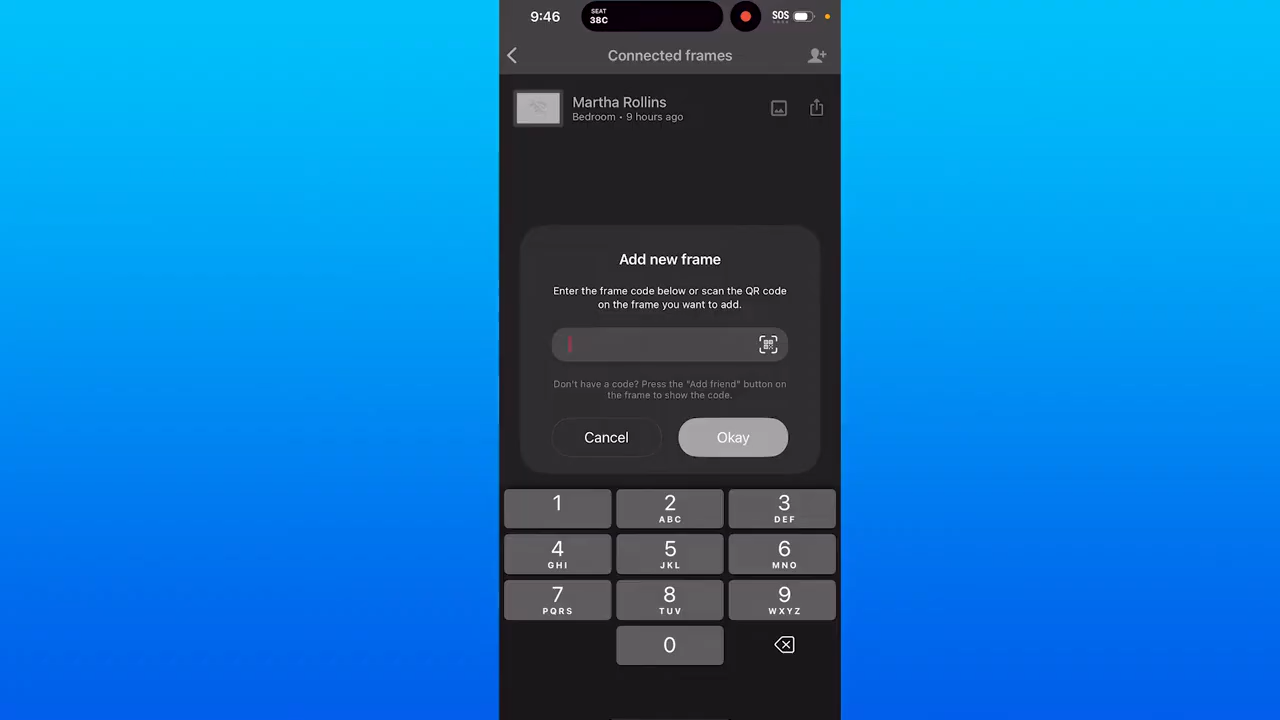 9:46
SEAT
38C
SOS
Connected frames
Martha Rollins
Bedroom • 9 hours ago
Add new frame
Enter the frame code below or scan the QR code
on the frame you want to add.
Don't have a code? Press the "Add friend" button on
the frame to show the code.
Cancel
Okay
1 2 3
ABC DEF
4 5 6
GHI JKL MNO
7 8 9
PQRS TUV WXYZ
0